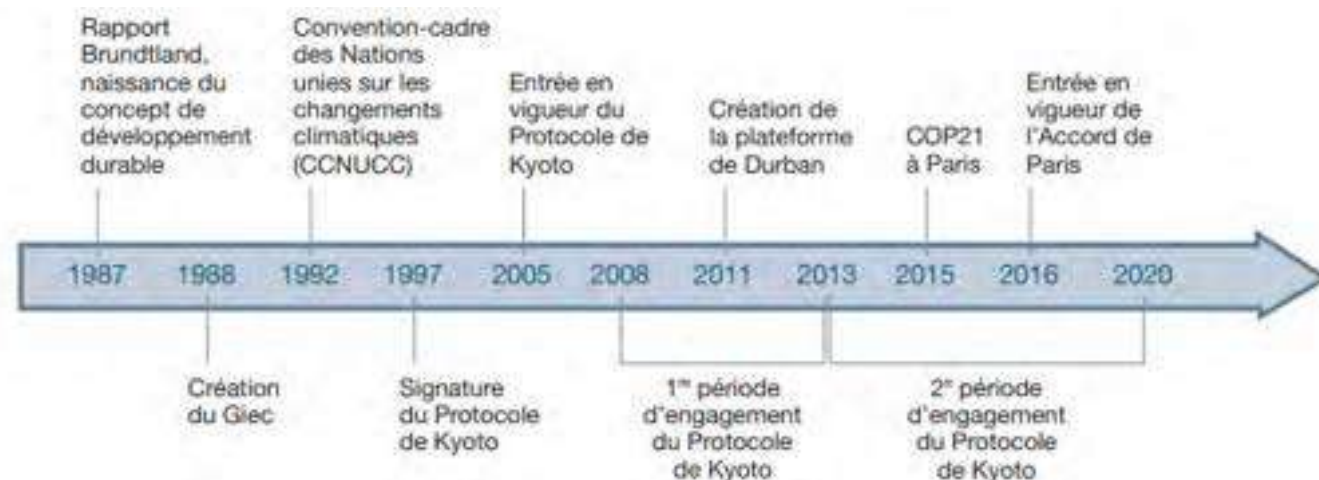 Rapport
Brundtland,
naissance du
concept de
développement
durable
Convention-cadre
des Nations
unies sur les
changements
climatiques
(CCNUCC)
Entrée en
vigueur du
Protocole de
Kyoto
Création de
la plateforme
de Durban
COP21
à Paris
Entrée en
vigueur de
l'Accord de
Paris
1987 1988 1992 1997 2005 2008 2011 2013 2015 2016 2020
Création
du Giec
Signature
du Protocole
de Kyoto
1re période
d'engagement
du Protocole
de Kyoto
2e période
d'engagement
du Protocole
de Kyoto